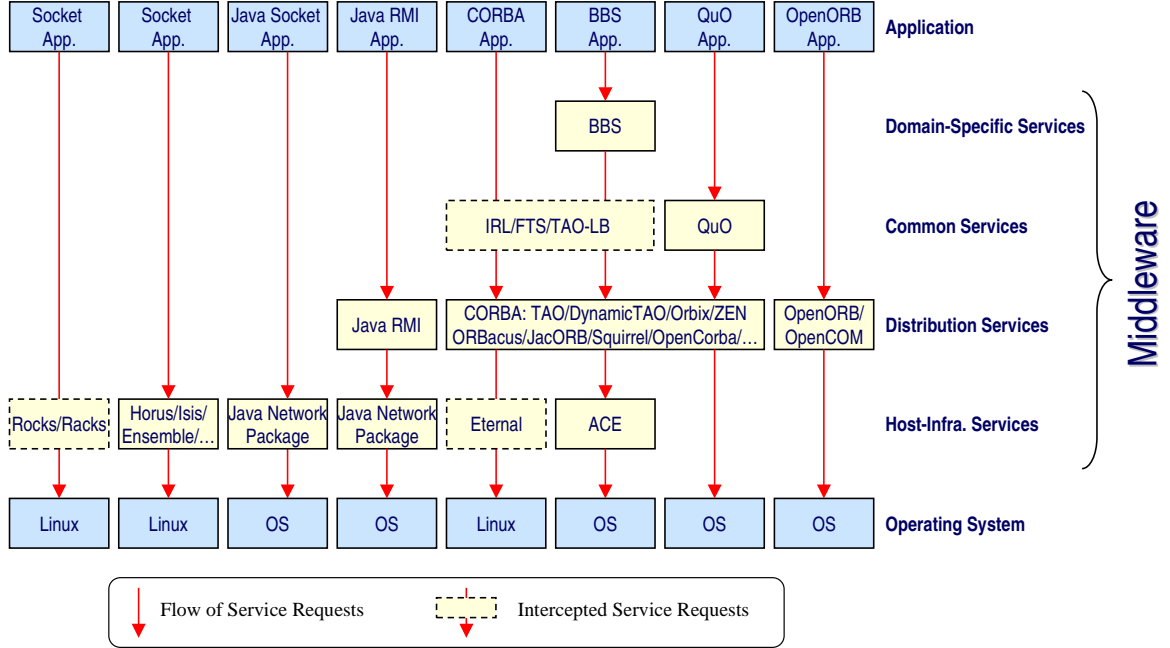 Socket
App.
Socket
App.
Java Socket
App.
Java RMI
App.
CORBA
App.
BBS
App.
QuO
App.
OpenORB
App.
Application
BBS
Domain-Specific Services
IRL/FTS/TAO-LB
QuO
Common Services
Java RMI
CORBA: TAO/DynamicTAO/Orbix/ZEN
ORBacus/JacORB/Squirrel/OpenCorba/…
OpenORB/
OpenCOM
Distribution Services
Rocks/Racks
Horus/Isis/
Ensemble/…
Java Network
Package
Java Network
Package
Eternal
ACE
Host-Infra. Services
Linux
Linux
OS
OS
Linux
OS
OS
OS
Operating System
Middleware
Flow of Service Requests
Intercepted Service Requests